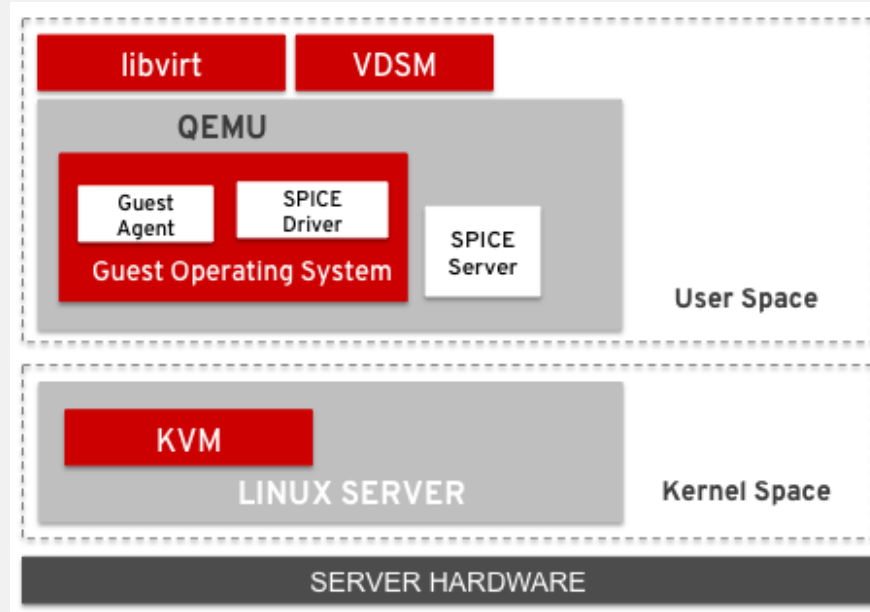 libvirt
VDSM
QEMU
Guest
Agent
SPICE
Driver
Guest Operating System
SPICE
Server
User Space
KVM
LINUX SERVER
Kernel Space
SERVER HARDWARE